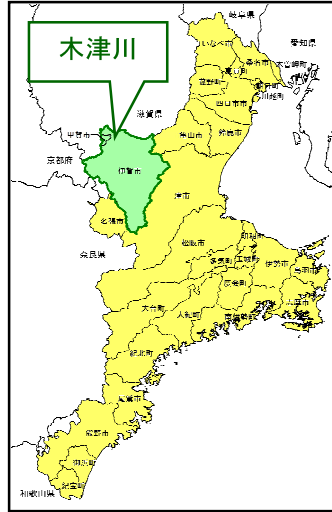 木津川
岐阜県
愛知県
いなべ市
桑名市
木曽岬町
東員町
朝日町
川越町
菰野町
四日市市
滋賀県
甲賀市
亀山市
鈴鹿市
京都府
伊賀市
津市
名張市
奈良県
松阪市
明和町
多気町
玉城町
伊勢市
鳥羽市
度会町
志摩市
大台町
大紀町
南伊勢町
紀北町
尾鷲市
熊野市
御浜町
紀宝町
和歌山県